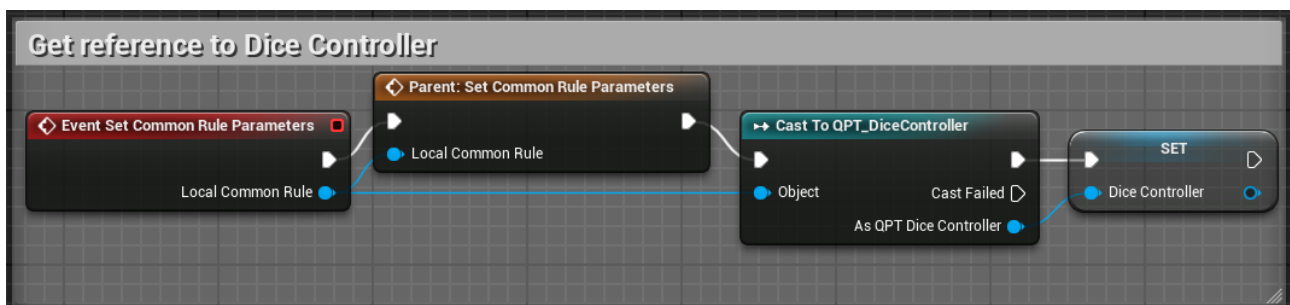 Get reference to Dice Controller
Event Set Common Rule Parameters
Local Common Rule
Parent: Set Common Rule Parameters
Local Common Rule
Cast To QPT_DiceController
Object
Cast Failed
As QPT Dice Controller
SET
Dice Controller